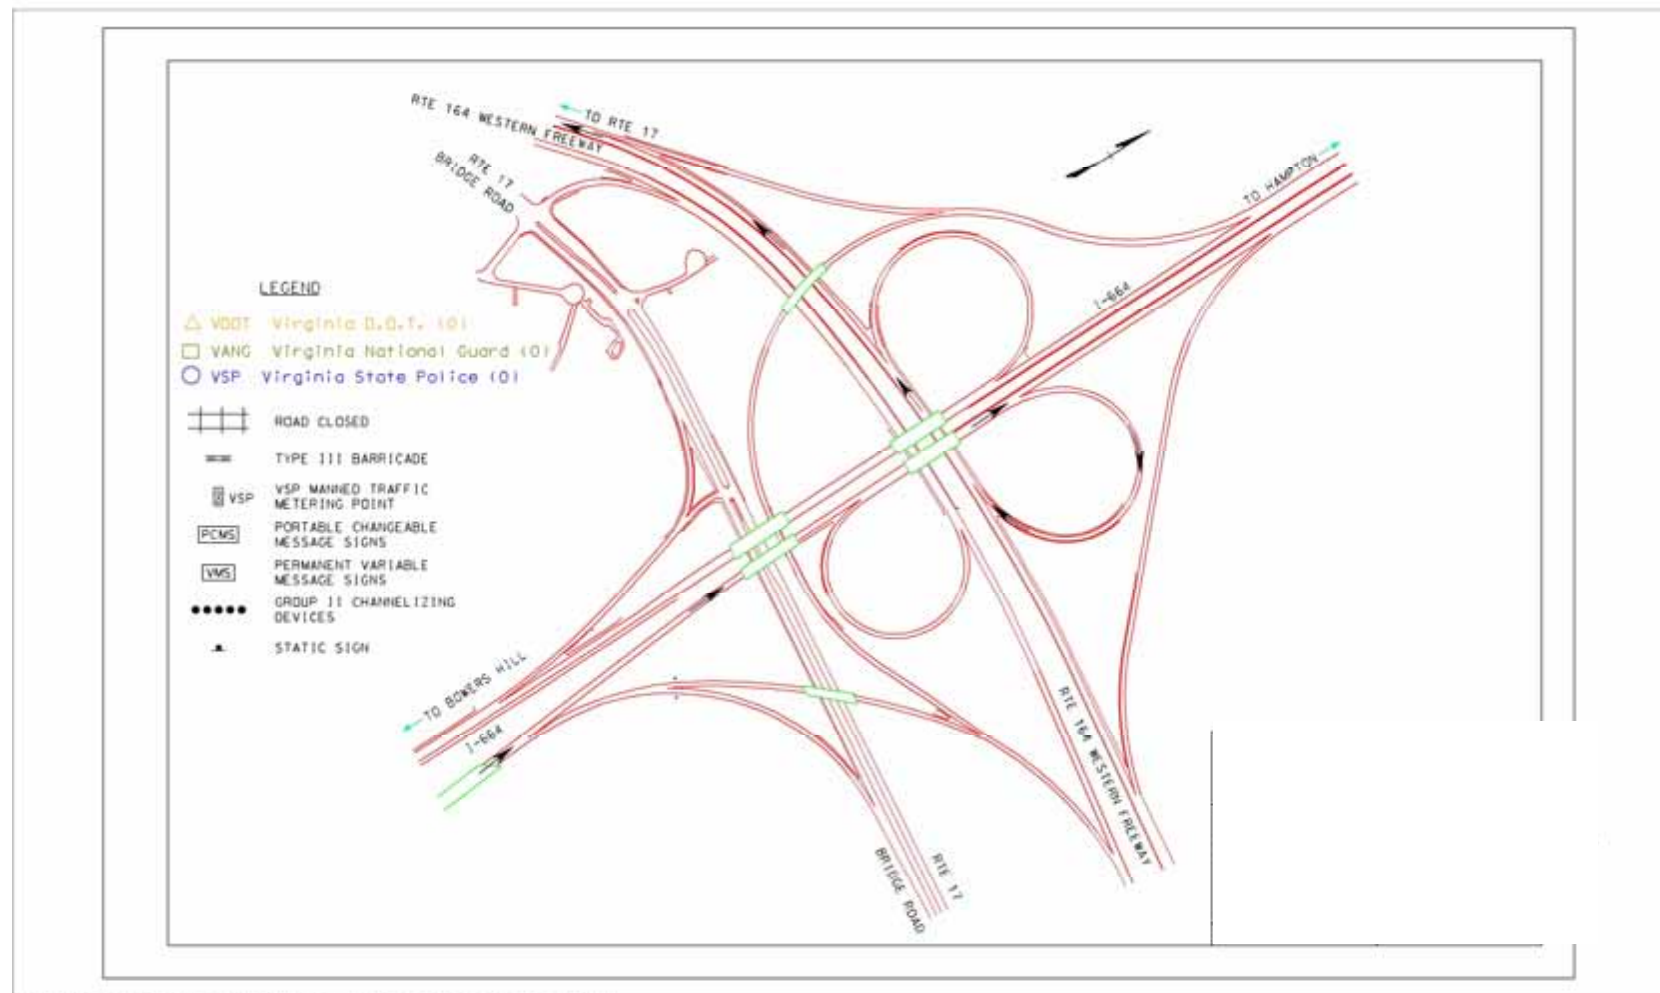 RTE 164 WESTERN FREEWAY
TO RTE 17
RTE 17
BRIDGE ROAD
TO HAMPTON
I-664
LEGEND
VDOT Virginia D.O.T. (0)
VANG Virginia National Guard (0)
VSP Virginia State Police (0)
ROAD CLOSED
TYPE III BARRICADE
VSP
VSP MANNED TRAFFIC
METERING POINT
PCMS
PORTABLE CHANGEABLE
MESSAGE SIGNS
VMS
PERMANENT VARIABLE
MESSAGE SIGNS
GROUP II CHANNELIZING
DEVICES
STATIC SIGN
TO BOWERS HILL
I-664
RTE 164 WESTERN FREEWAY
RTE 17
BRIDGE ROAD